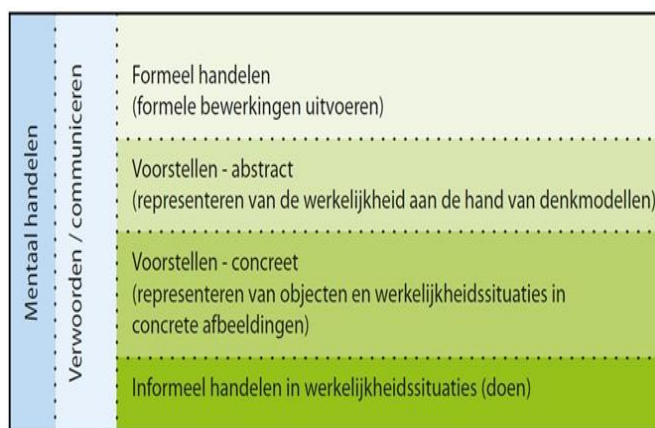 Mentaal handelen
Verwoorden / communiceren
Formeel handelen
(formele bewerkingen uitvoeren)
Voorstellen - abstract
(representeren van de werkelijkheid aan de hand van denkmodellen)
Voorstellen - concreet
(representeren van objecten en werkelijkheidssituaties in
concrete afbeeldingen)
Informeel handelen in werkelijkheidssituaties (doen)